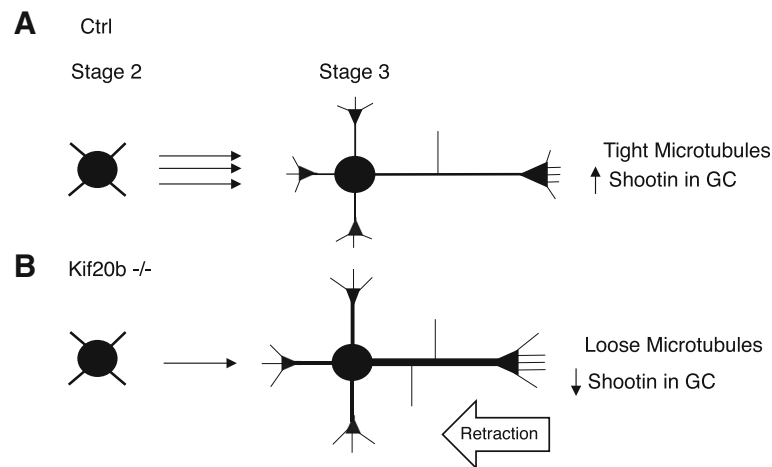 A Ctrl
Stage 2 Stage 3
Tight Microtubules
Shootin in GC
B Kif20b -/-
Loose Microtubules
Shootin in GC
Retraction